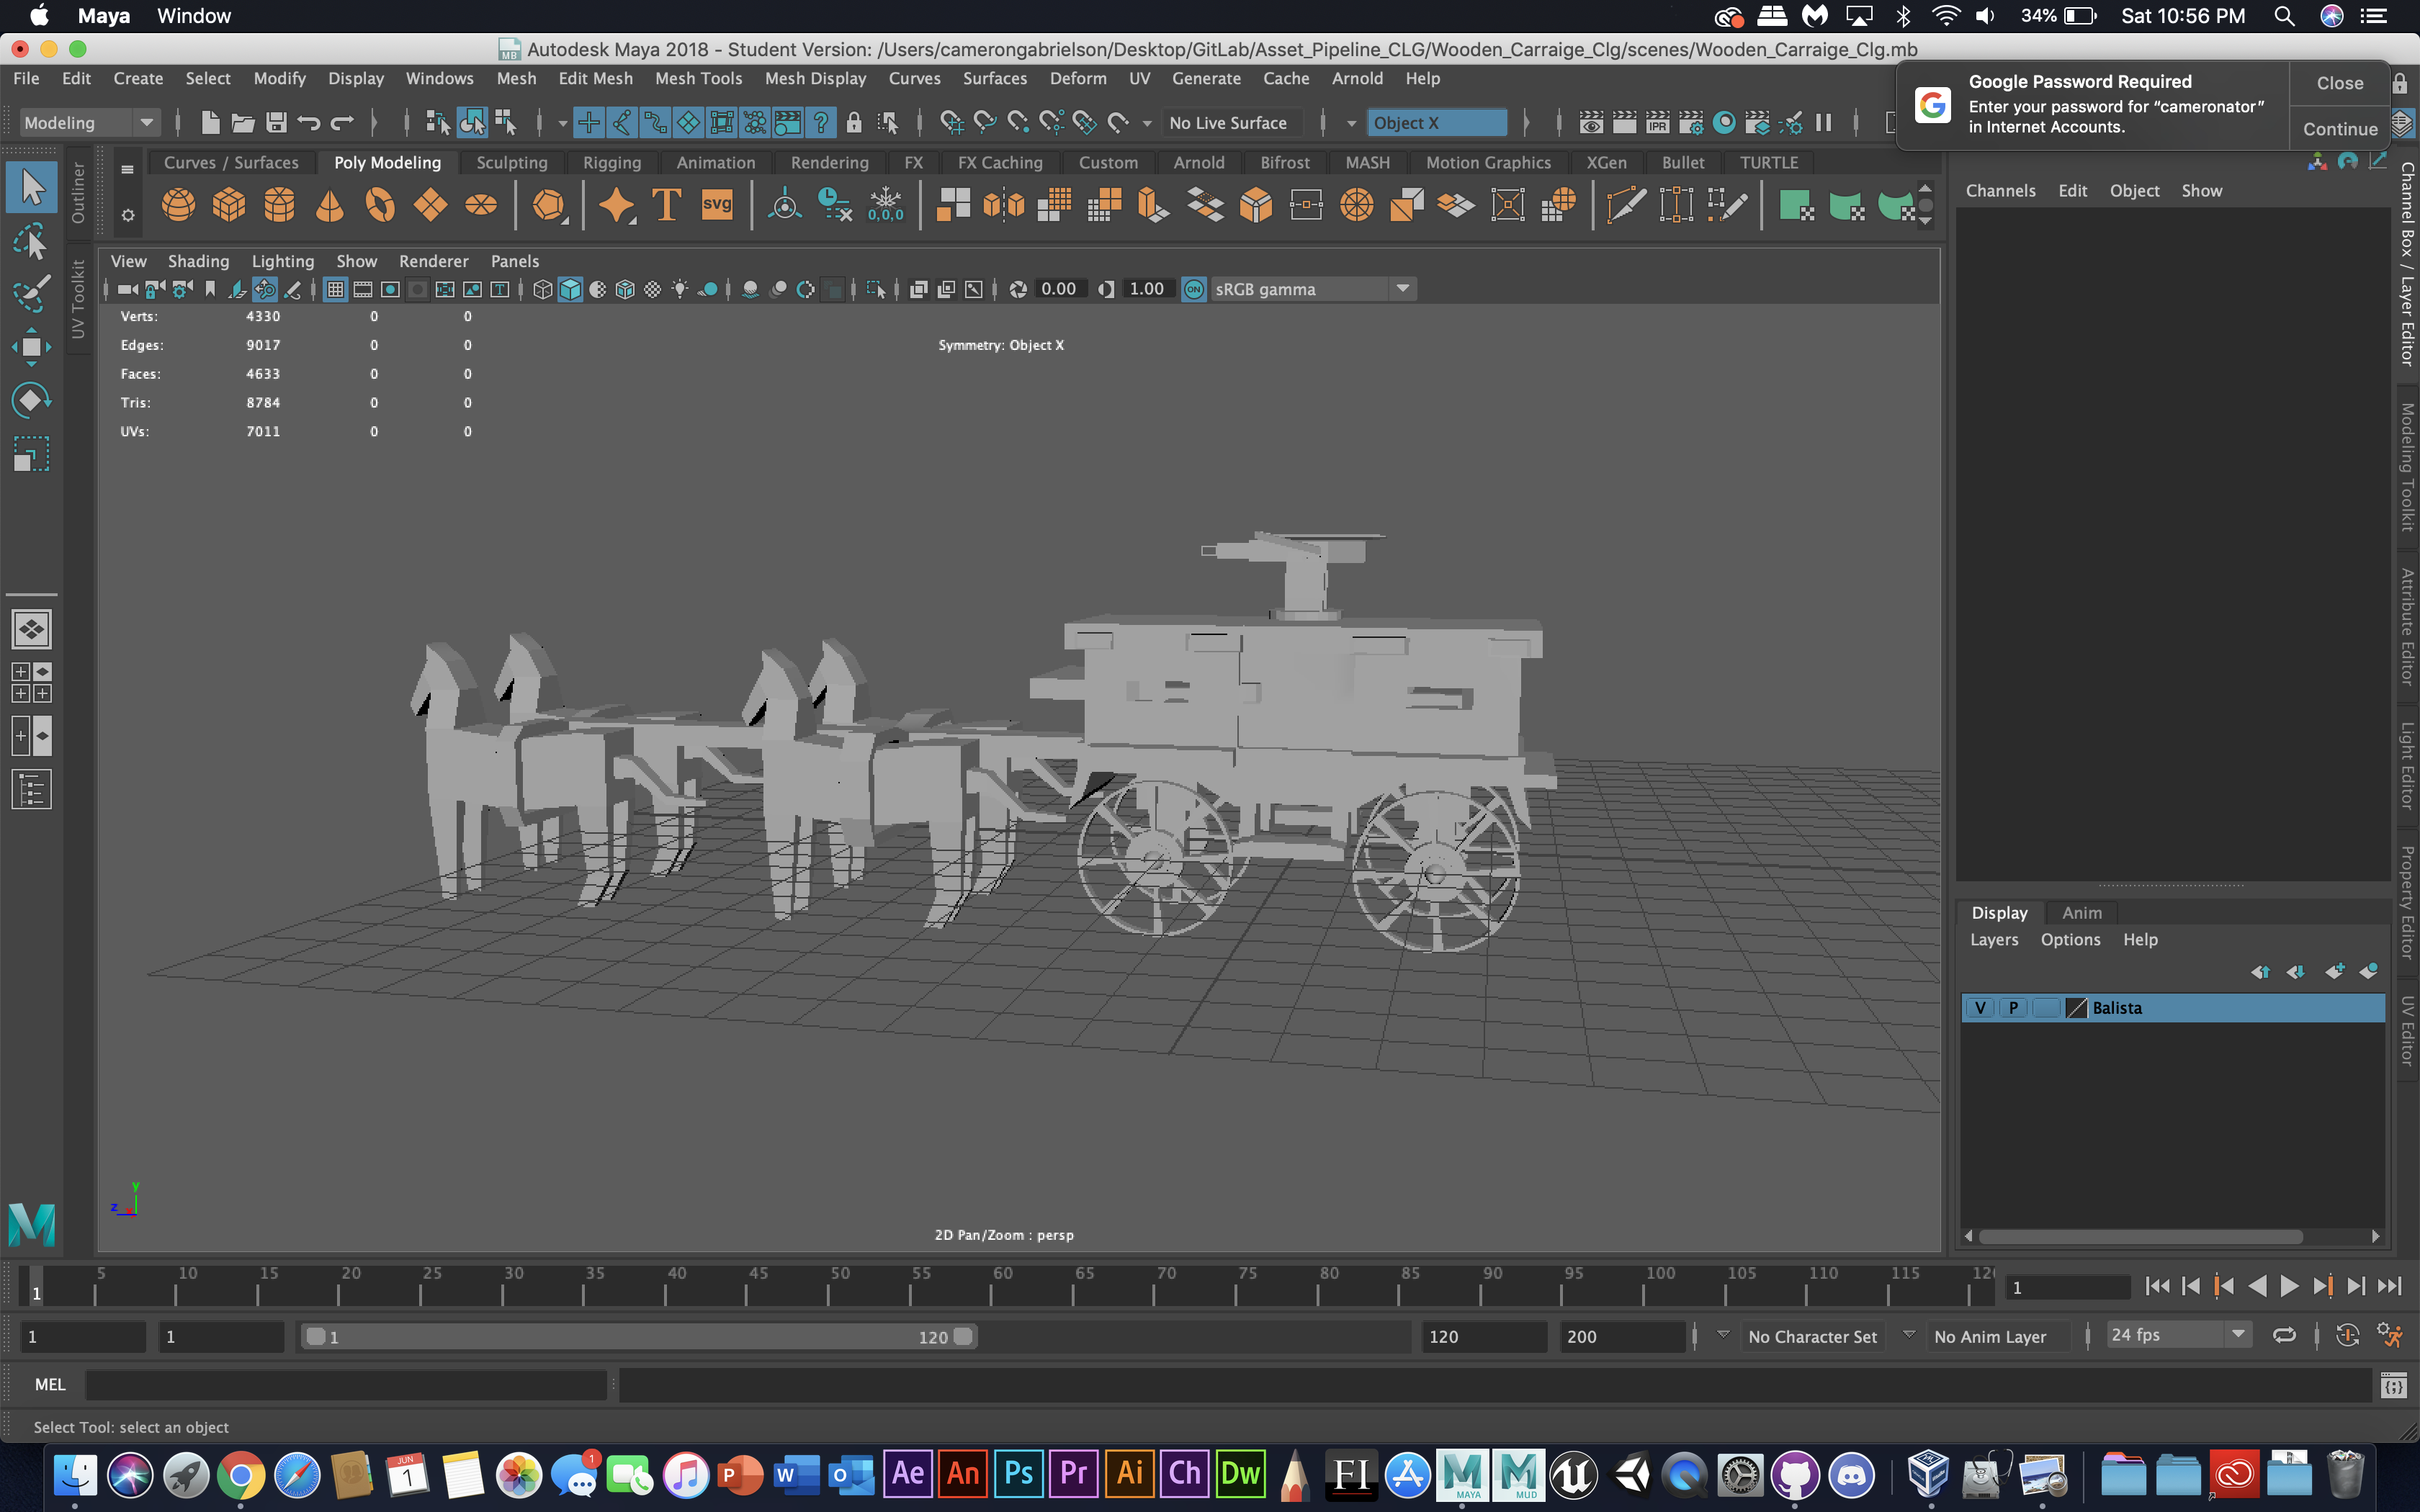 Maya Window 34% Sat 10:56 PM
Autodesk Maya 2018 - Student Version: /Users/camerongabrielson/Desktop/GitLab/Asset_Pipeline_CLG/Wooden_Carraige_Clg/scenes/Wooden_Carraige_Clg.mb
File Edit Create Select Modify Display Windows Mesh Edit Mesh Mesh Tools Mesh Display Curves Surfaces Deform UV Generate Cache Arnold Help
Google Password Required
Enter your password for “cameronator”
in Internet Accounts.
Close
Continue
Modeling No Live Surface Object X
IPR
Curves / Surfaces Poly Modeling Sculpting Rigging Animation Rendering FX FX Caching Custom Arnold Bifrost MASH Motion Graphics XGen Bullet TURTLE
T svg 0,0,0
Outliner
UV Toolkit
View Shading Lighting Show Renderer Panels
0.00 1.00 ON sRGB gamma
Verts: 4330 0 0
Edges: 9017 0 0
Faces: 4633 0 0
Tris: 8784 0 0
UVs: 7011 0 0
Symmetry: Object X
2D Pan/Zoom : persp
y
z
x
Channels Edit Object Show
Channel Box / Layer Editor
Modeling Toolkit
Attribute Editor
Light Editor
Property Editor
UV Editor
Display Anim
Layers Options Help
V P Balista
1 5 10 15 20 25 30 35 40 45 50 55 60 65 70 75 80 85 90 95 100 105 110 115 1
1 1 1 120 120 200 No Character Set No Anim Layer 24 fps
MEL
Select Tool: select an object
JUN
1
1
P W O Ae An Ps Pr Ai Ch Dw FI
M MAYA
M MUD